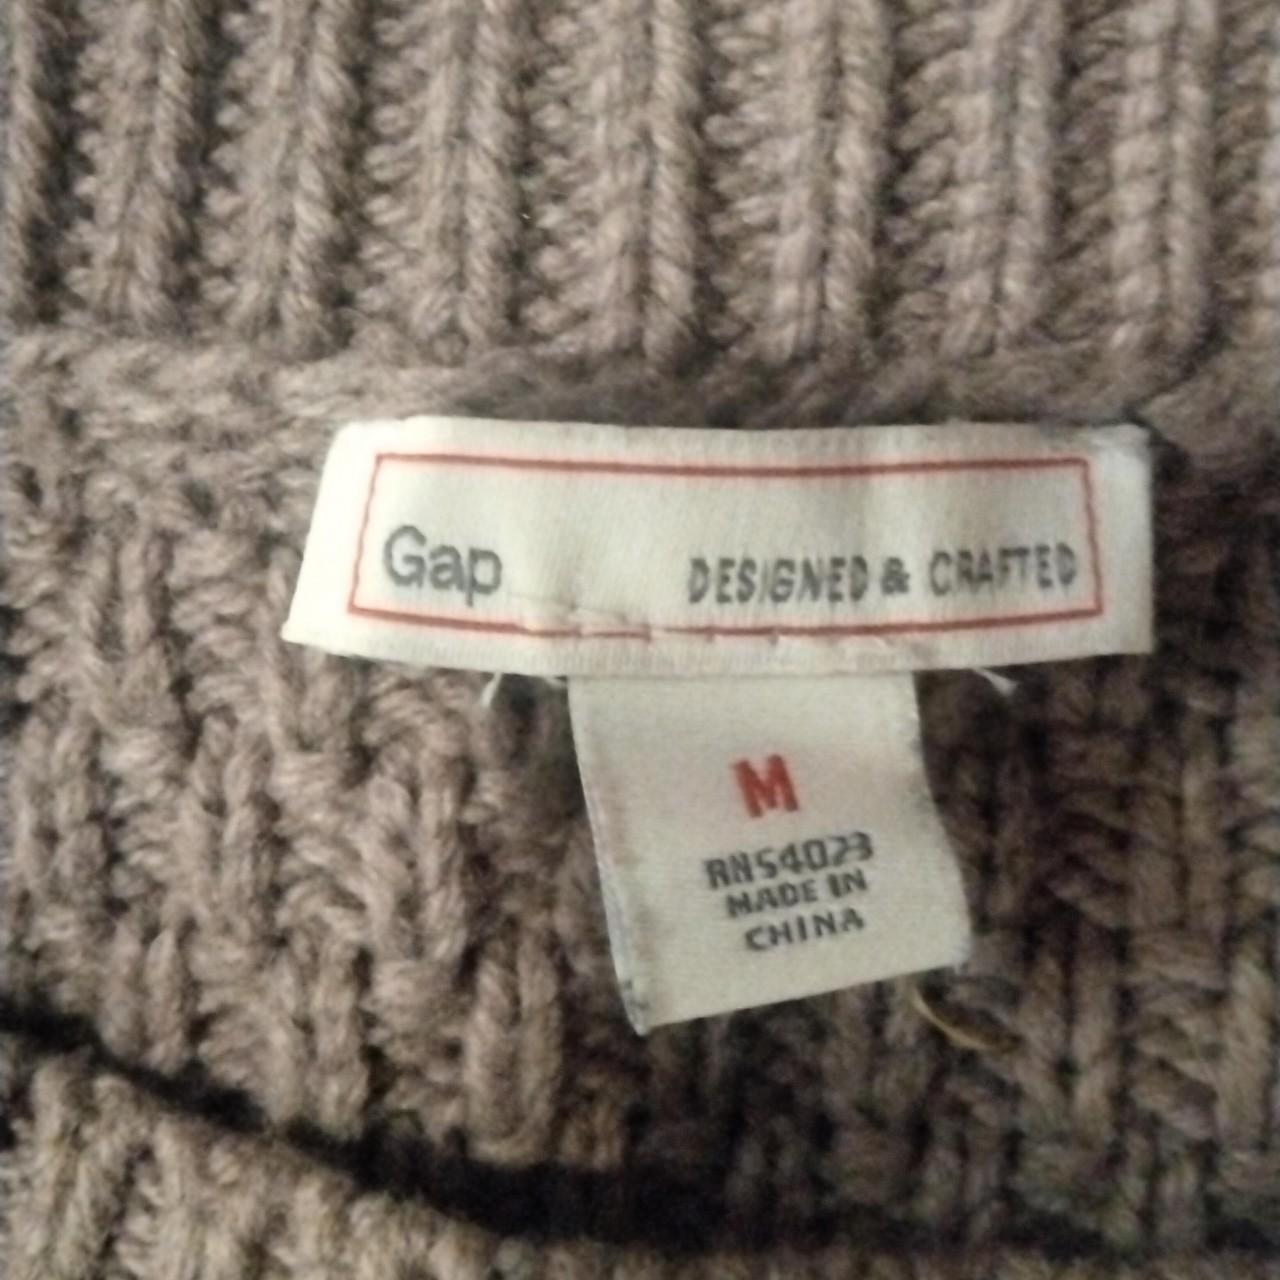 Gap DESIGNED & CRAFTED
M
RN54023
MADE IN
CHINA